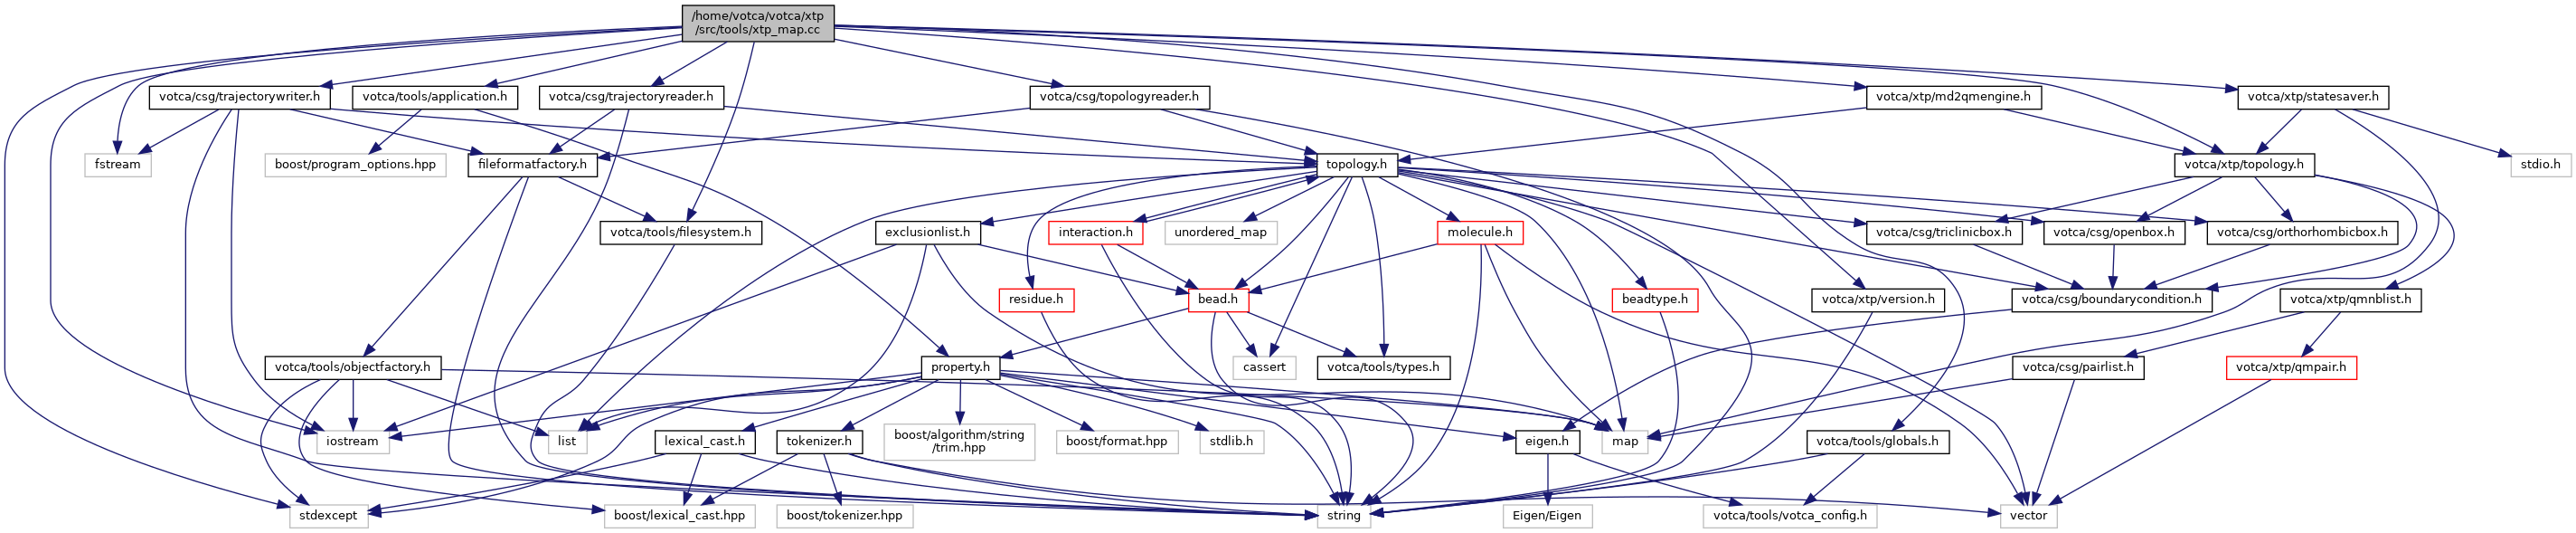 /home/votca/votca/xtp
/src/tools/xtp_map.cc
votca/csg/trajectorywriter.h
votca/tools/application.h
votca/csg/trajectoryreader.h
votca/csg/topologyreader.h
votca/xtp/md2qmengine.h
votca/xtp/statesaver.h
fstream
boost/program_options.hpp
fileformatfactory.h
topology.h
votca/xtp/topology.h
stdio.h
votca/tools/filesystem.h
exclusionlist.h
interaction.h
unordered_map
molecule.h
votca/csg/triclinicbox.h
votca/csg/openbox.h
votca/csg/orthorhombicbox.h
residue.h
bead.h
beadtype.h
votca/xtp/version.h
votca/csg/boundarycondition.h
votca/xtp/qmnblist.h
votca/tools/objectfactory.h
property.h
cassert
votca/tools/types.h
votca/csg/pairlist.h
votca/xtp/qmpair.h
iostream
list
lexical_cast.h
tokenizer.h
boost/algorithm/string
/trim.hpp
boost/format.hpp
stdlib.h
eigen.h
map
votca/tools/globals.h
stdexcept
boost/lexical_cast.hpp
boost/tokenizer.hpp
string
Eigen/Eigen
votca/tools/votca_config.h
vector